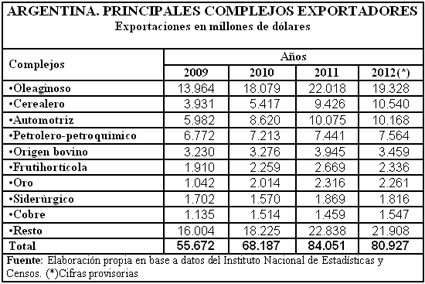 ARGENTINA. PRINCIPALES COMPLEJOS EXPORTADORES
Exportaciones en millones de dólares
Complejos Años
2009 2010 2011 2012(*)
•Oleaginoso 13.964 18.079 22.018 19.328
•Cerealero 3.931 5.417 9.426 10.540
•Automotriz 5.982 8.620 10.075 10.168
•Petrolero-petroquímico 6.772 7.213 7.441 7.564
•Origen bovino 3.230 3.276 3.945 3.459
•Frutihortícola 1.910 2.259 2.669 2.336
•Oro 1.042 2.014 2.316 2.261
•Siderúrgico 1.702 1.570 1.869 1.816
•Cobre 1.135 1.514 1.459 1.547
•Resto 16.004 18.225 22.838 21.908
Total 55.672 68.187 84.051 80.927
Fuente: Elaboración propia en base a datos del Instituto Nacional de Estadísticas y
Censos. (*)Cifras provisorias